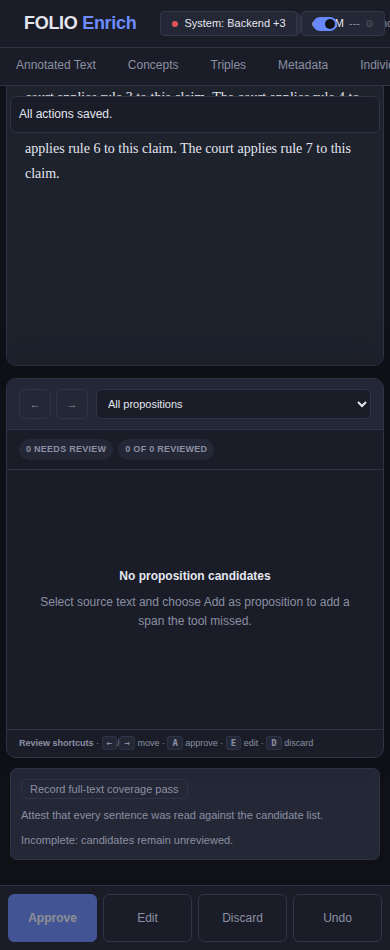 FOLIO Enrich
System: Backend +3
M ---
Annotated Text Concepts Triples Metadata
All actions saved.
applies rule 6 to this claim. The court applies rule 7 to this
claim.
← → All propositions
0 NEEDS REVIEW 0 OF 0 REVIEWED
No proposition candidates
Select source text and choose Add as proposition to add a
span the tool missed.
Review shortcuts · ← / → move · A approve · E edit · D discard
Record full-text coverage pass
Attest that every sentence was read against the candidate list.
Incomplete: candidates remain unreviewed.
Approve Edit Discard Undo